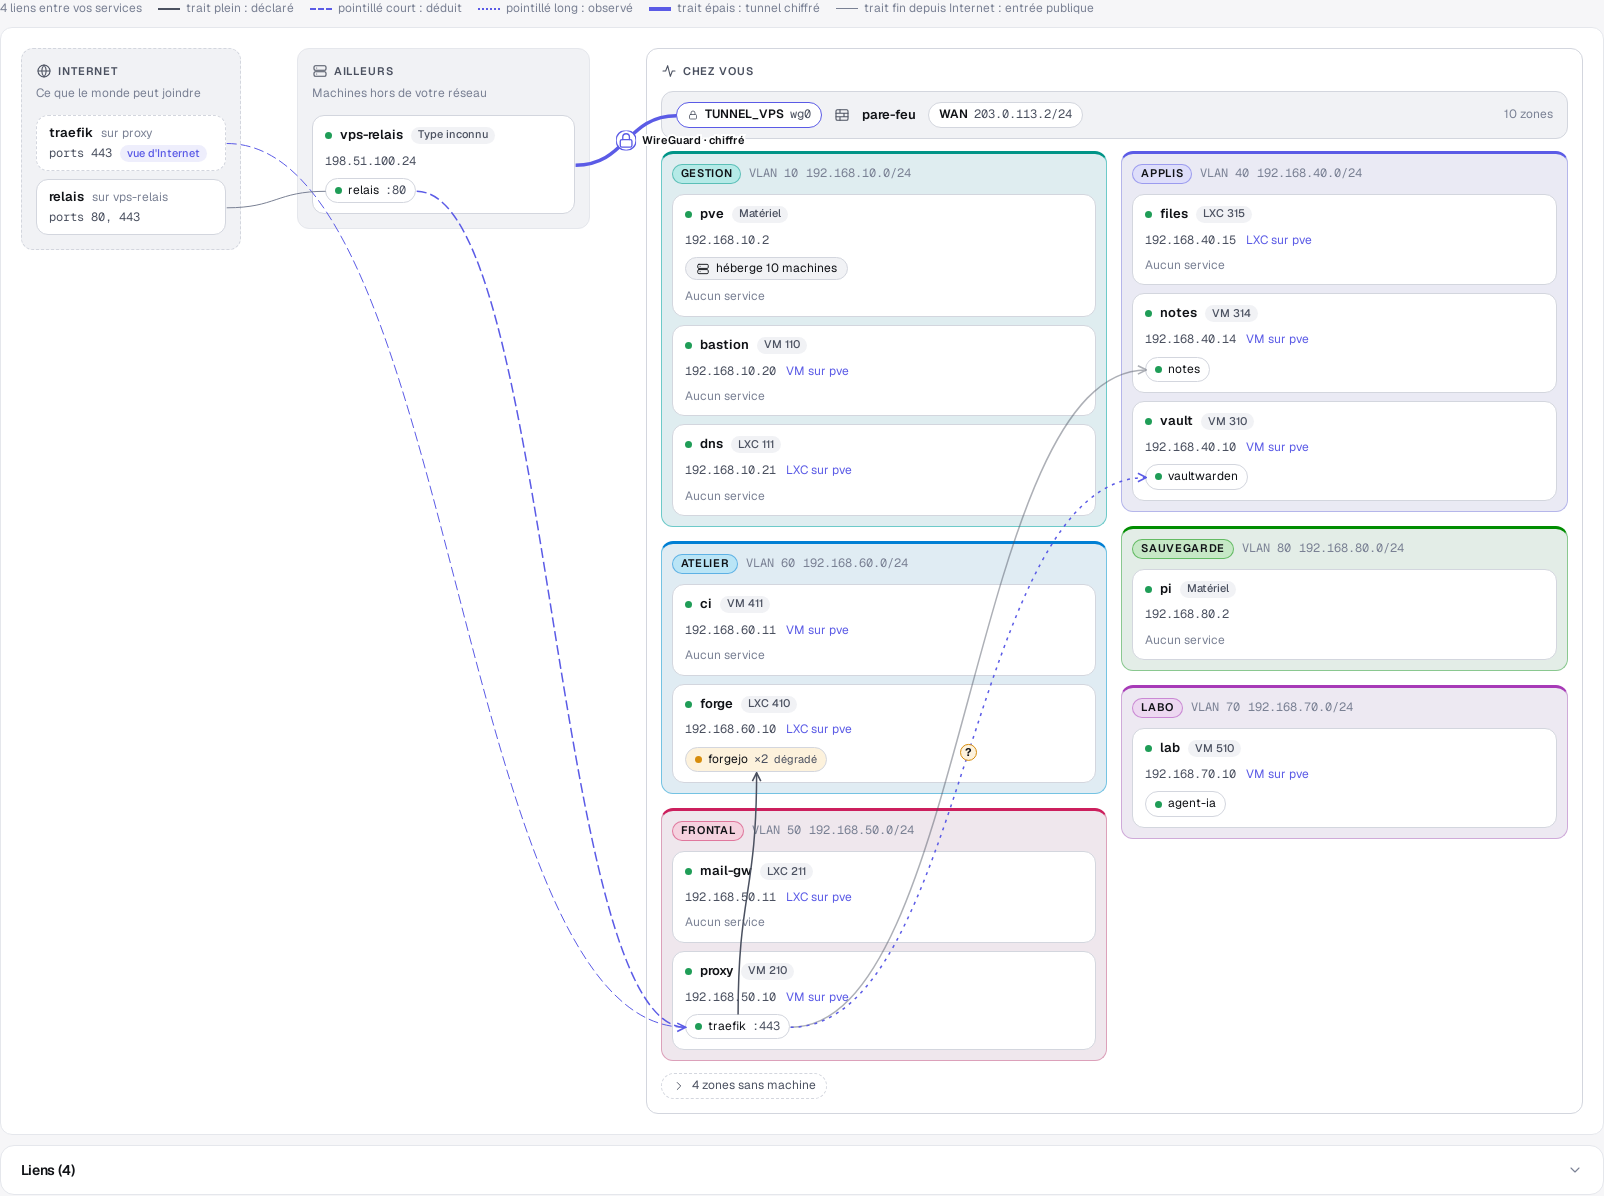 4 liens entre vos services
trait plein : déclaré
pointillé court : déduit
pointillé long : observé
trait épais : tunnel chiffré
trait fin depuis Internet : entrée publique
INTERNET
Ce que le monde peut joindre
traefik sur proxy
ports 443 vue d'Internet
relais sur vps-relais
ports 80, 443
AILLEURS
Machines hors de votre réseau
vps-relais Type inconnu
198.51.100.24
relais :80
WireGuard · chiffré
CHEZ VOUS
TUNNEL_VPS wg0 pare-feu WAN 203.0.113.2/24 10 zones
GESTION VLAN 10 192.168.10.0/24
pve Matériel
192.168.10.2
héberge 10 machines
Aucun service
bastion VM 110
192.168.10.20 VM sur pve
Aucun service
dns LXC 111
192.168.10.21 LXC sur pve
Aucun service
ATELIER VLAN 60 192.168.60.0/24
ci VM 411
192.168.60.11 VM sur pve
Aucun service
forge LXC 410
192.168.60.10 LXC sur pve
forgejo ×2 dégradé
?
FRONTAL VLAN 50 192.168.50.0/24
mail-gw LXC 211
192.168.50.11 LXC sur pve
Aucun service
proxy VM 210
192.168.50.10 VM sur pve
traefik :443
4 zones sans machine
APPLIS VLAN 40 192.168.40.0/24
files LXC 315
192.168.40.15 LXC sur pve
Aucun service
notes VM 314
192.168.40.14 VM sur pve
notes
vault VM 310
192.168.40.10 VM sur pve
vaultwarden
SAUVEGARDE VLAN 80 192.168.80.0/24
pi Matériel
192.168.80.2
Aucun service
LABO VLAN 70 192.168.70.0/24
lab VM 510
192.168.70.10 VM sur pve
agent-ia
Liens (4)